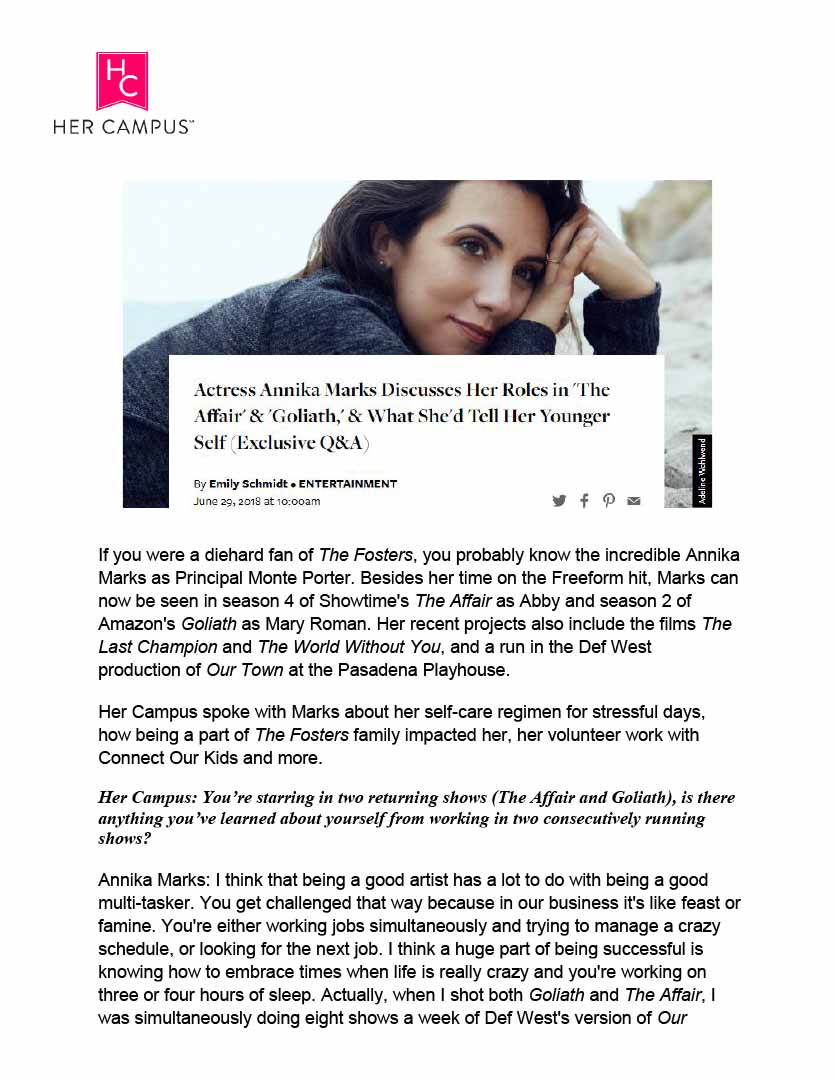 HC
HER CAMPUS™
Actress Annika Marks Discusses Her Roles in 'The
Affair' & 'Goliath,' & What She'd Tell Her Younger
Self (Exclusive Q&A)
By Emily Schmidt • ENTERTAINMENT
June 29, 2018 at 10:00am
Adeline Wohlwend
If you were a diehard fan of The Fosters, you probably know the incredible Annika
Marks as Principal Monte Porter. Besides her time on the Freeform hit, Marks can
now be seen in season 4 of Showtime's The Affair as Abby and season 2 of
Amazon's Goliath as Mary Roman. Her recent projects also include the films The
Last Champion and The World Without You, and a run in the Def West
production of Our Town at the Pasadena Playhouse.
Her Campus spoke with Marks about her self-care regimen for stressful days,
how being a part of The Fosters family impacted her, her volunteer work with
Connect Our Kids and more.
Her Campus: You’re starring in two returning shows (The Affair and Goliath), is there
anything you’ve learned about yourself from working in two consecutively running
shows?
Annika Marks: I think that being a good artist has a lot to do with being a good
multi-tasker. You get challenged that way because in our business it's like feast or
famine. You're either working jobs simultaneously and trying to manage a crazy
schedule, or looking for the next job. I think a huge part of being successful is
knowing how to embrace times when life is really crazy and you're working on
three or four hours of sleep. Actually, when I shot both Goliath and The Affair, I
was simultaneously doing eight shows a week of Def West's version of Our